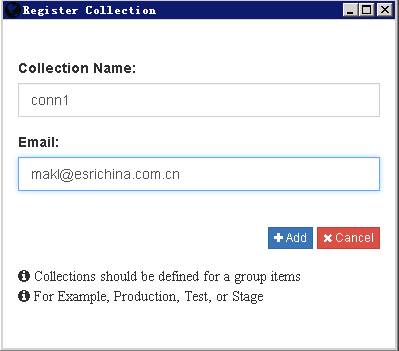 Register Collection
Collection Name:
conn1
Email:
makl@esrichina.com.cn
Add
Cancel
Collections should be defined for a group items
For Example, Production, Test, or Stage